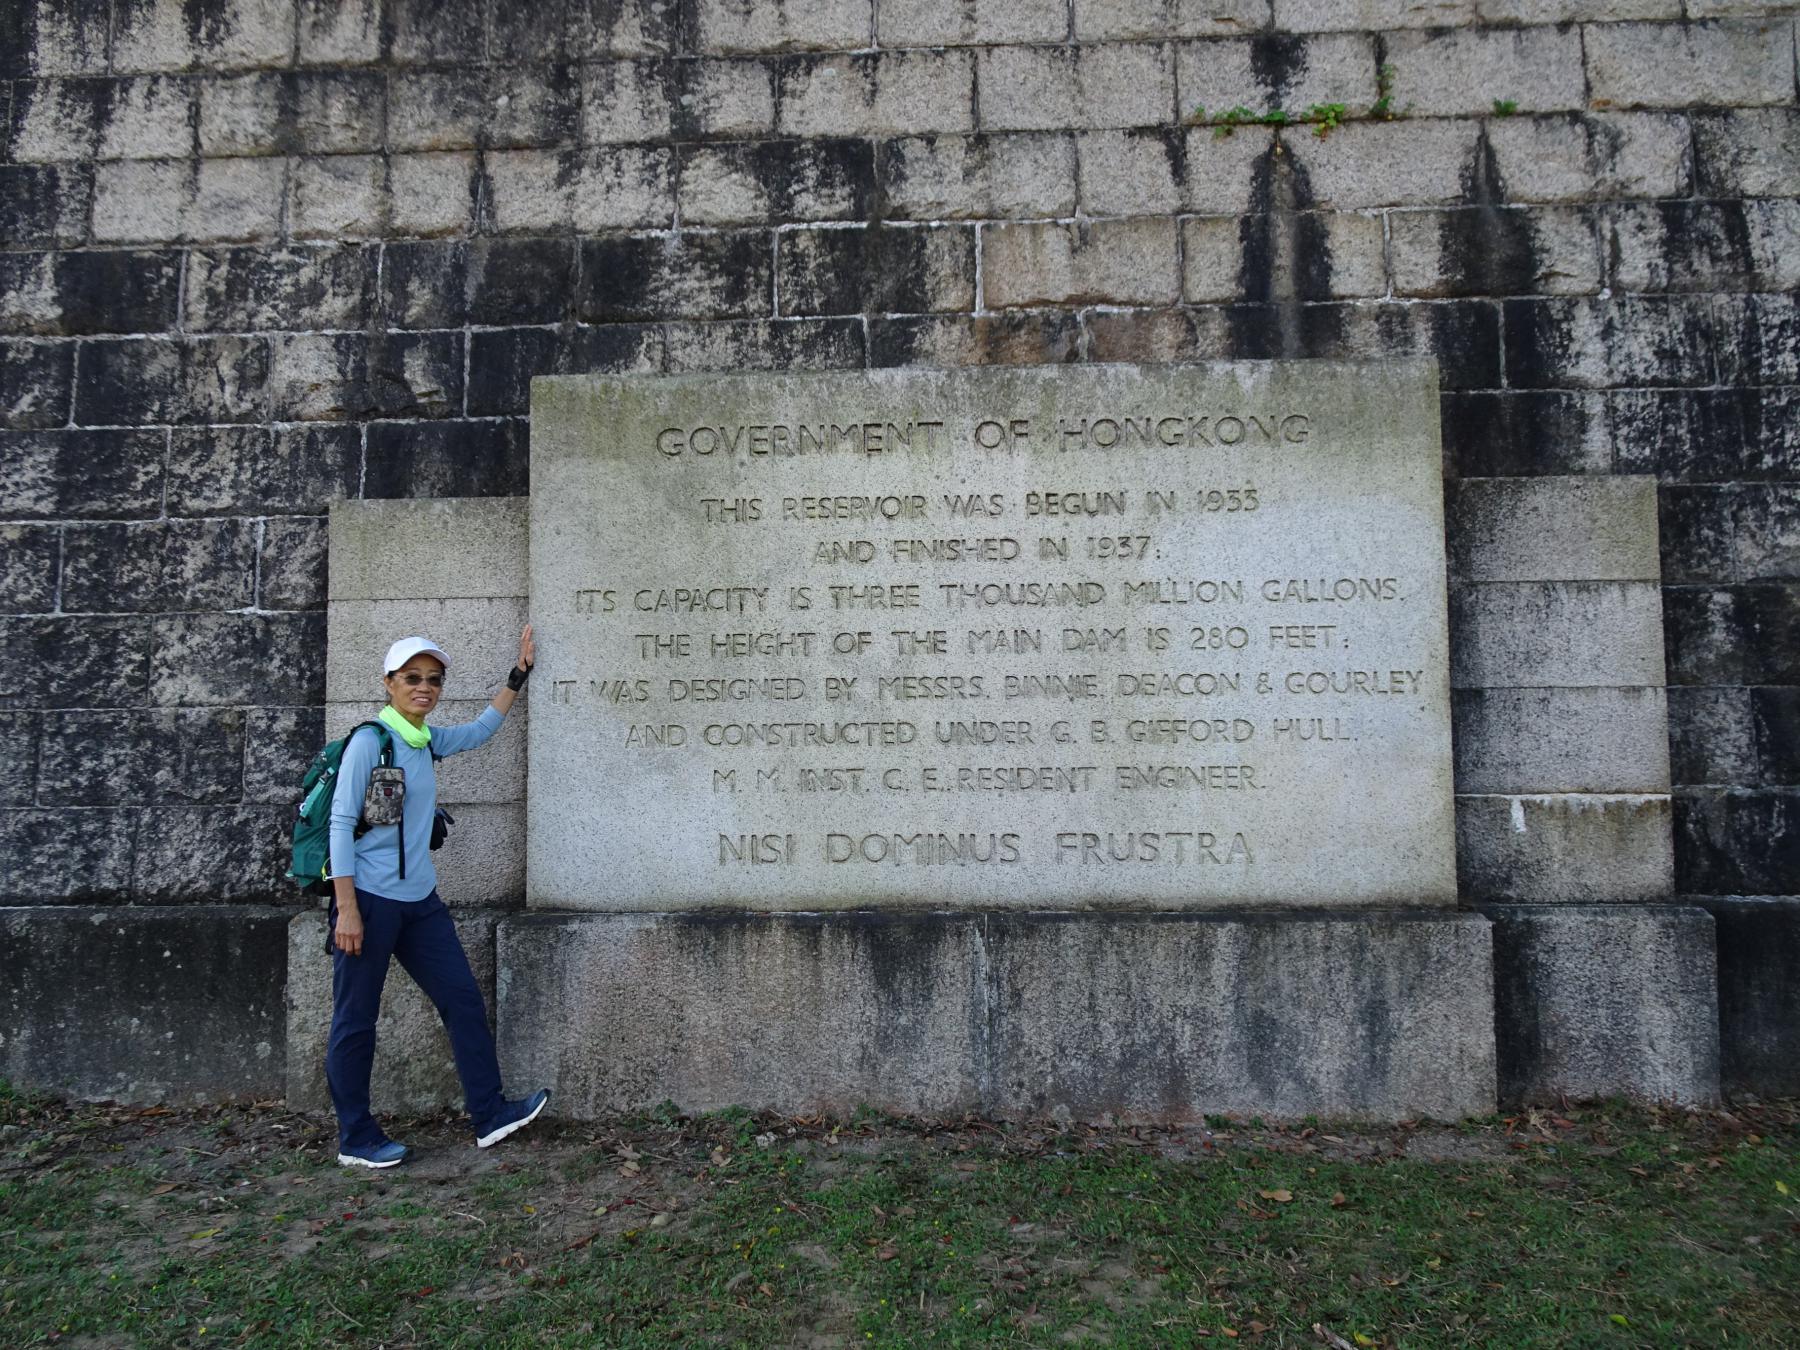 GOVERNMENT OF HONGKONG
THIS RESERVOIR WAS BEGUN IN 1933
AND FINISHED IN 1937;
ITS CAPACITY IS THREE THOUSAND MILLION GALLONS.
THE HEIGHT OF THE MAIN DAM IS 280 FEET;
IT WAS DESIGNED BY MESSRS. BINNIE, DEACON & GOURLEY
AND CONSTRUCTED UNDER G. B. GIFFORD HULL,
M. M. INST. C. E. RESIDENT ENGINEER.
NISI DOMINUS FRUSTRA